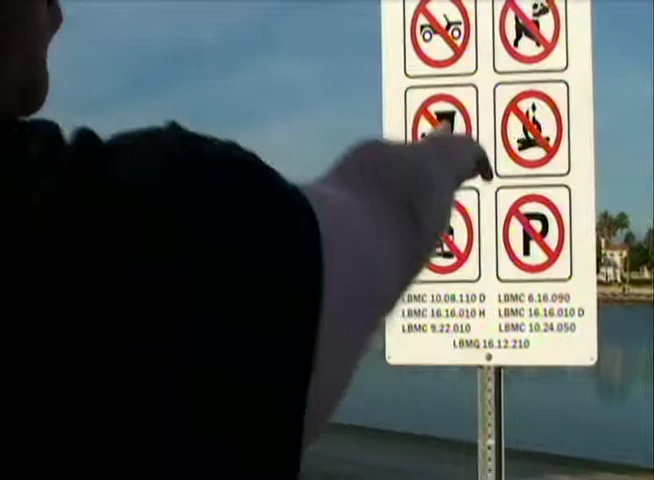 P
LBMC 10.08.110 D LBMC 6.16.090
LBMC 16.16.010 H LBMC 16.16.010 D
LBMC 9.22.010 LBMC 10.24.050
LBMC 16.12.210